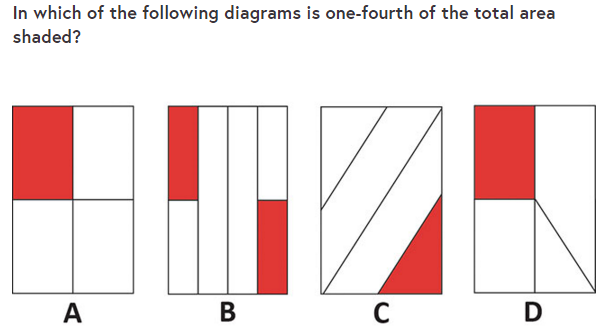 In which of the following diagrams is one-fourth of the total area
shaded?
A B C D